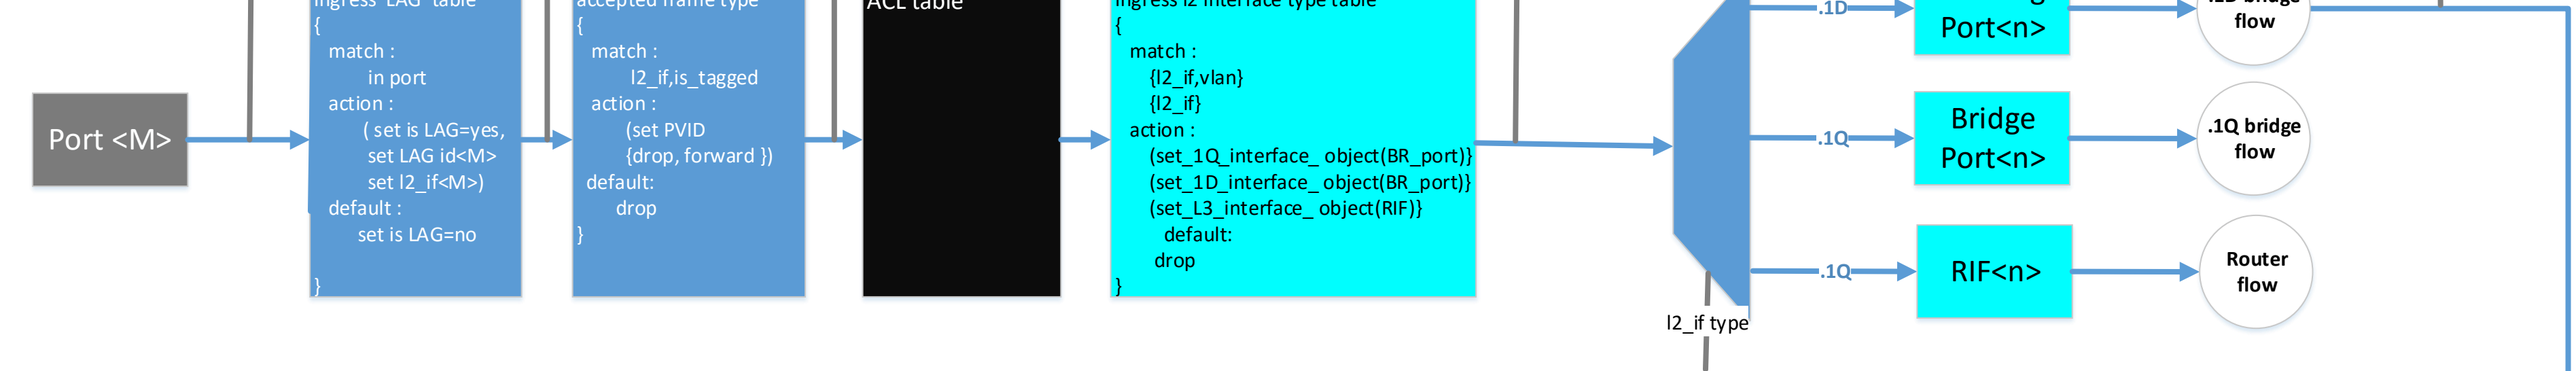 Port <M>
ingress LAG table
{
match :
in port
action :
( set is LAG=yes,
set LAG id<M>
set l2_if<M>)
default :
set is LAG=no
}
accepted frame type
{
match :
l2_if,is_tagged
action :
(set PVID
{drop, forward })
default:
drop
}
ACL table
ingress l2 interface type table
{
match :
{l2_if,vlan}
{l2_if}
action :
(set_1Q_interface_ object(BR_port)}
(set_1D_interface_ object(BR_port)}
(set_L3_interface_ object(RIF)}
default:
drop
}
l2_if type
.1D
Port<n>
.1D bridge
flow
.1Q
Bridge
Port<n>
.1Q bridge
flow
.1Q
RIF<n>
Router
flow